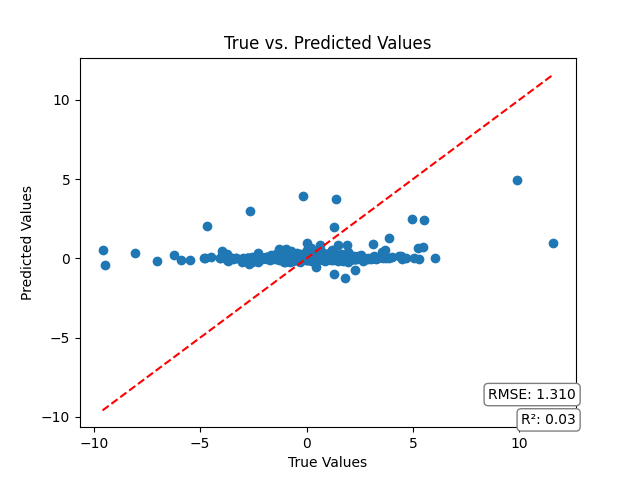 True vs. Predicted Values
Predicted Values
10
5
0
−5
−10
RMSE: 1.310
R²: 0.03
−10 −5 0 5 10
True Values